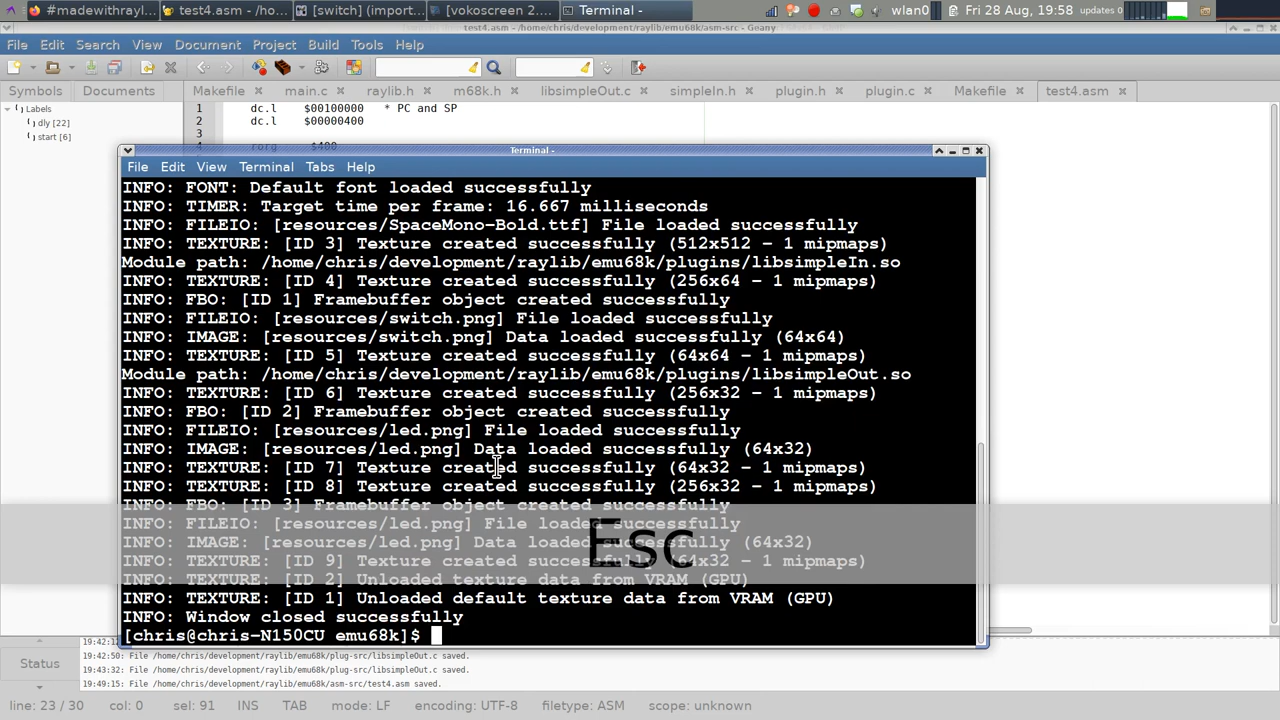 #madewithrayl...
test4.asm - /ho...
[switch] (import...
[vokoscreen 2....
Terminal -
wlan0
Fri 28 Aug, 19:58
updates 0
test4.asm - /home/chris/development/raylib/emu68k/asm-src - Geany
File Edit Search View Document Project Build Tools Help
Symbols Documents
Makefile main.c raylib.h m68k.h libsimpleOut.c simpleIn.h plugin.h plugin.c Makefile test4.asm
Labels
dly [22]
start [6]
1 dc.l $00100000 * PC and SP
2 dc.l $00000400
3
4 rorg $400
Terminal -
File Edit View Terminal Tabs Help
INFO: FONT: Default font loaded successfully
INFO: TIMER: Target time per frame: 16.667 milliseconds
INFO: FILEIO: [resources/SpaceMono-Bold.ttf] File loaded successfully
INFO: TEXTURE: [ID 3] Texture created successfully (512x512 - 1 mipmaps)
Module path: /home/chris/development/raylib/emu68k/plugins/libsimpleIn.so
INFO: TEXTURE: [ID 4] Texture created successfully (256x64 - 1 mipmaps)
INFO: FBO: [ID 1] Framebuffer object created successfully
INFO: FILEIO: [resources/switch.png] File loaded successfully
INFO: IMAGE: [resources/switch.png] Data loaded successfully (64x64)
INFO: TEXTURE: [ID 5] Texture created successfully (64x64 - 1 mipmaps)
Module path: /home/chris/development/raylib/emu68k/plugins/libsimpleOut.so
INFO: TEXTURE: [ID 6] Texture created successfully (256x32 - 1 mipmaps)
INFO: FBO: [ID 2] Framebuffer object created successfully
INFO: FILEIO: [resources/led.png] File loaded successfully
INFO: IMAGE: [resources/led.png] Data loaded successfully (64x32)
INFO: TEXTURE: [ID 7] Texture created successfully (64x32 - 1 mipmaps)
INFO: TEXTURE: [ID 8] Texture created successfully (256x32 - 1 mipmaps)
INFO: FBO: [ID 3] Framebuffer object created successfully
INFO: FILEIO: [resources/led.png] File loaded successfully
INFO: IMAGE: [resources/led.png] Data loaded successfully (64x32)
INFO: TEXTURE: [ID 9] Texture created successfully (64x32 - 1 mipmaps)
INFO: TEXTURE: [ID 2] Unloaded texture data from VRAM (GPU)
INFO: TEXTURE: [ID 1] Unloaded default texture data from VRAM (GPU)
INFO: Window closed successfully
[chris@chris-N150CU emu68k]$
Esc
Status
19:42:12
19:42:50: File /home/chris/development/raylib/emu68k/plug-src/libsimpleOut.c saved.
19:43:32: File /home/chris/development/raylib/emu68k/plug-src/libsimpleOut.c saved.
19:49:15: File /home/chris/development/raylib/emu68k/asm-src/test4.asm saved.
line: 23 / 30 col: 0 sel: 91 INS TAB mode: LF encoding: UTF-8 filetype: ASM scope: unknown